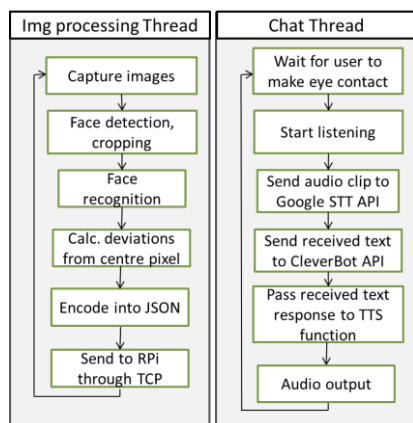 Img processing Thread
Capture images
Face detection,
cropping
Face
recognition
Calc. deviations
from centre pixel
Encode into JSON
Send to RPi
through TCP
Chat Thread
Wait for user to
make eye contact
Start listening
Send audio clip to
Google STT API
Send received text
to CleverBot API
Pass received text
response to TTS
function
Audio output